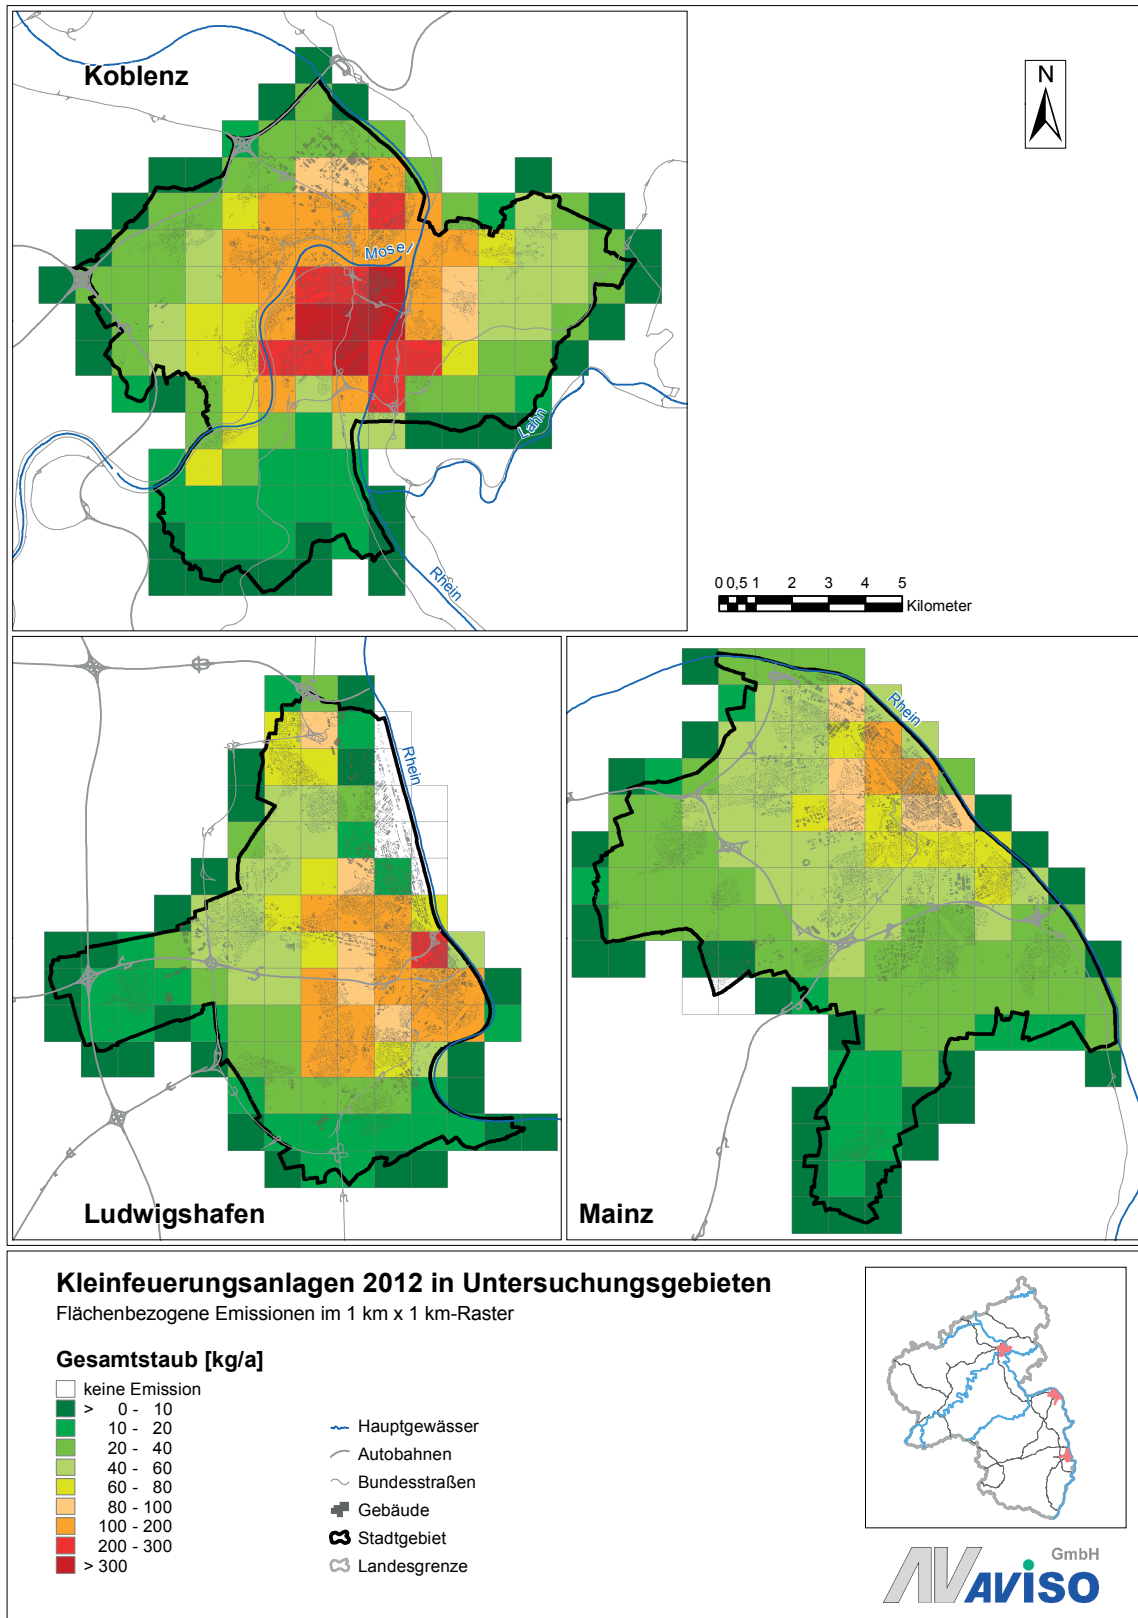 Koblenz
N
Mosel
Lahn
Rhein
0 0,5 1 2 3 4 5
Kilometer
Rhein
Ludwigshafen
Rhein
Mainz
Kleinfeuerungsanlagen 2012 in Untersuchungsgebieten
Flächenbezogene Emissionen im 1 km x 1 km-Raster
Gesamtstaub [kg/a]
keine Emission
> 0 - 10
10 - 20
20 - 40
40 - 60
60 - 80
80 - 100
100 - 200
200 - 300
> 300
Hauptgewässer
Autobahnen
Bundesstraßen
Gebäude
Stadtgebiet
Landesgrenze
GmbH
AVISO